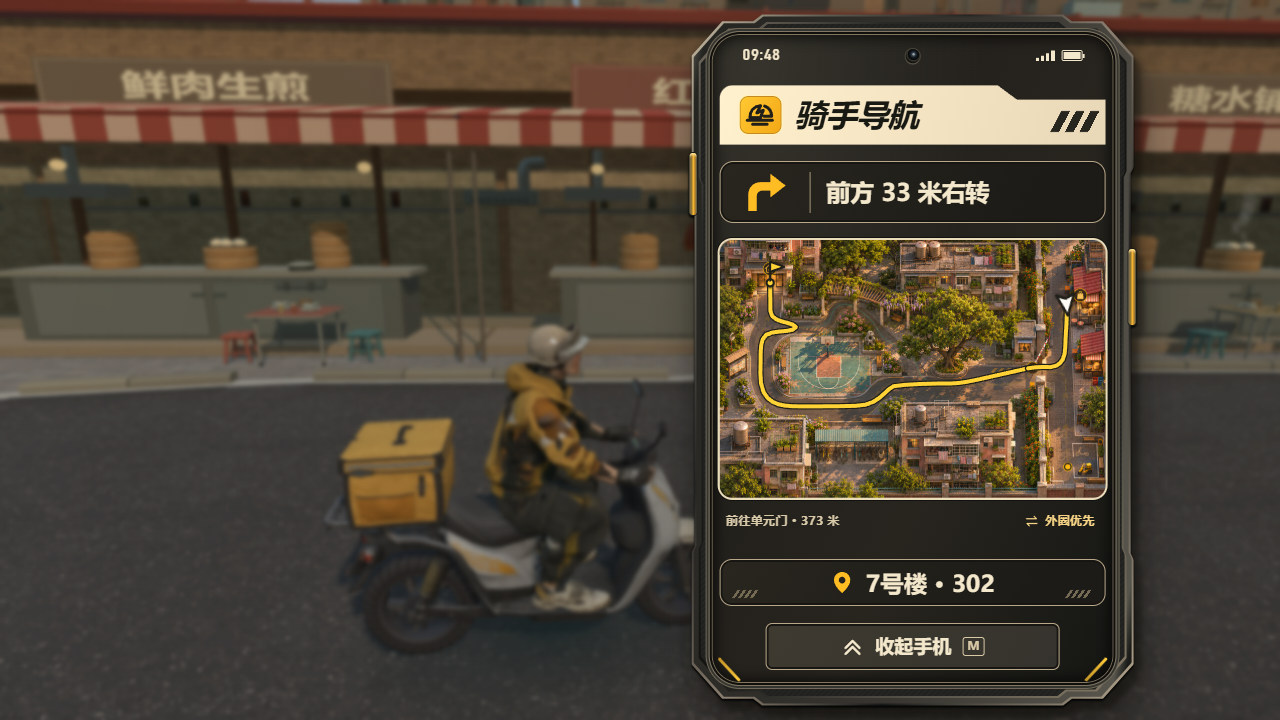 鲜肉生煎
红
糖水铺
09:48
骑手导航
前方 33 米右转
前往单元门・373 米
外圈优先
7号楼・302
收起手机 M